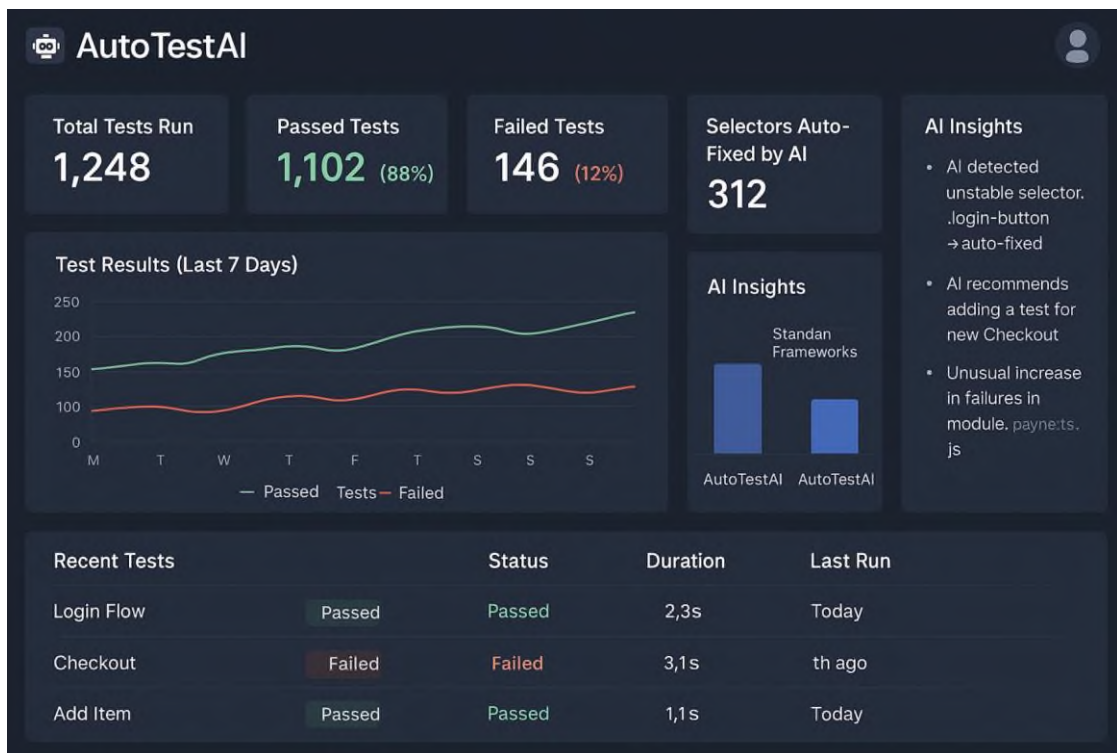 AutoTestAI
Total Tests Run
1,248
Passed Tests
1,102 (88%)
Failed Tests
146 (12%)
Selectors Auto-
Fixed by AI
312
AI Insights
• AI detected
unstable selector.
.login-button
→ auto-fixed
• AI recommends
adding a test for
new Checkout
• Unusual increase
in failures in
module. payne:ts.
js
Test Results (Last 7 Days)
250
200
150
100
0
M T W T F T S S S
Passed Tests Failed
AI Insights
Standan
Frameworks
AutoTestAI AutoTestAI
Recent Tests Status Duration Last Run
Login Flow Passed Passed 2,3s Today
Checkout Failed Failed 3,1s th ago
Add Item Passed Passed 1,1s Today